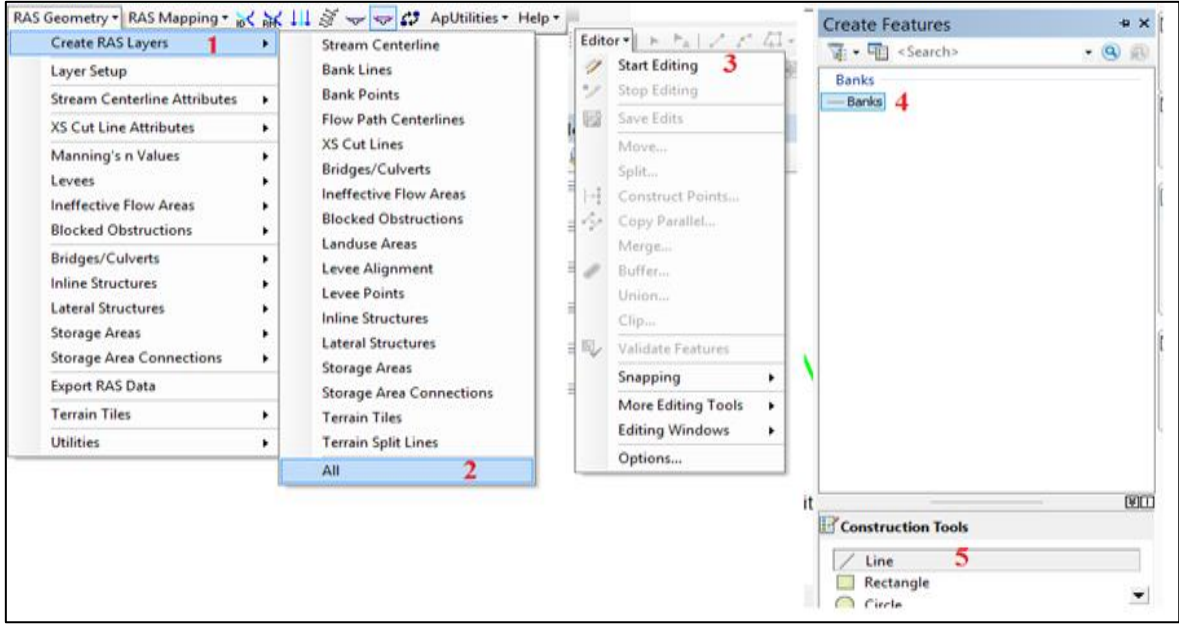 RAS Geometry RAS Mapping ApUtilities Help
Create RAS Layers 1
Layer Setup
Stream Centerline Attributes
XS Cut Line Attributes
Manning's n Values
Levees
Ineffective Flow Areas
Blocked Obstructions
Bridges/Culverts
Inline Structures
Lateral Structures
Storage Areas
Storage Area Connections
Export RAS Data
Terrain Tiles
Utilities
Stream Centerline
Bank Lines
Bank Points
Flow Path Centerlines
XS Cut Lines
Bridges/Culverts
Ineffective Flow Areas
Blocked Obstructions
Landuse Areas
Levee Alignment
Levee Points
Inline Structures
Lateral Structures
Storage Areas
Storage Area Connections
Terrain Tiles
Terrain Split Lines
All 2
Editor
Start Editing 3
Stop Editing
Save Edits
Move...
Split...
Construct Points...
Copy Parallel...
Merge...
Buffer...
Union...
Clip...
Validate Features
Snapping
More Editing Tools
Editing Windows
Options...
Create Features
<Search>
Banks
Banks 4
it
Construction Tools
Line 5
Rectangle
Circle